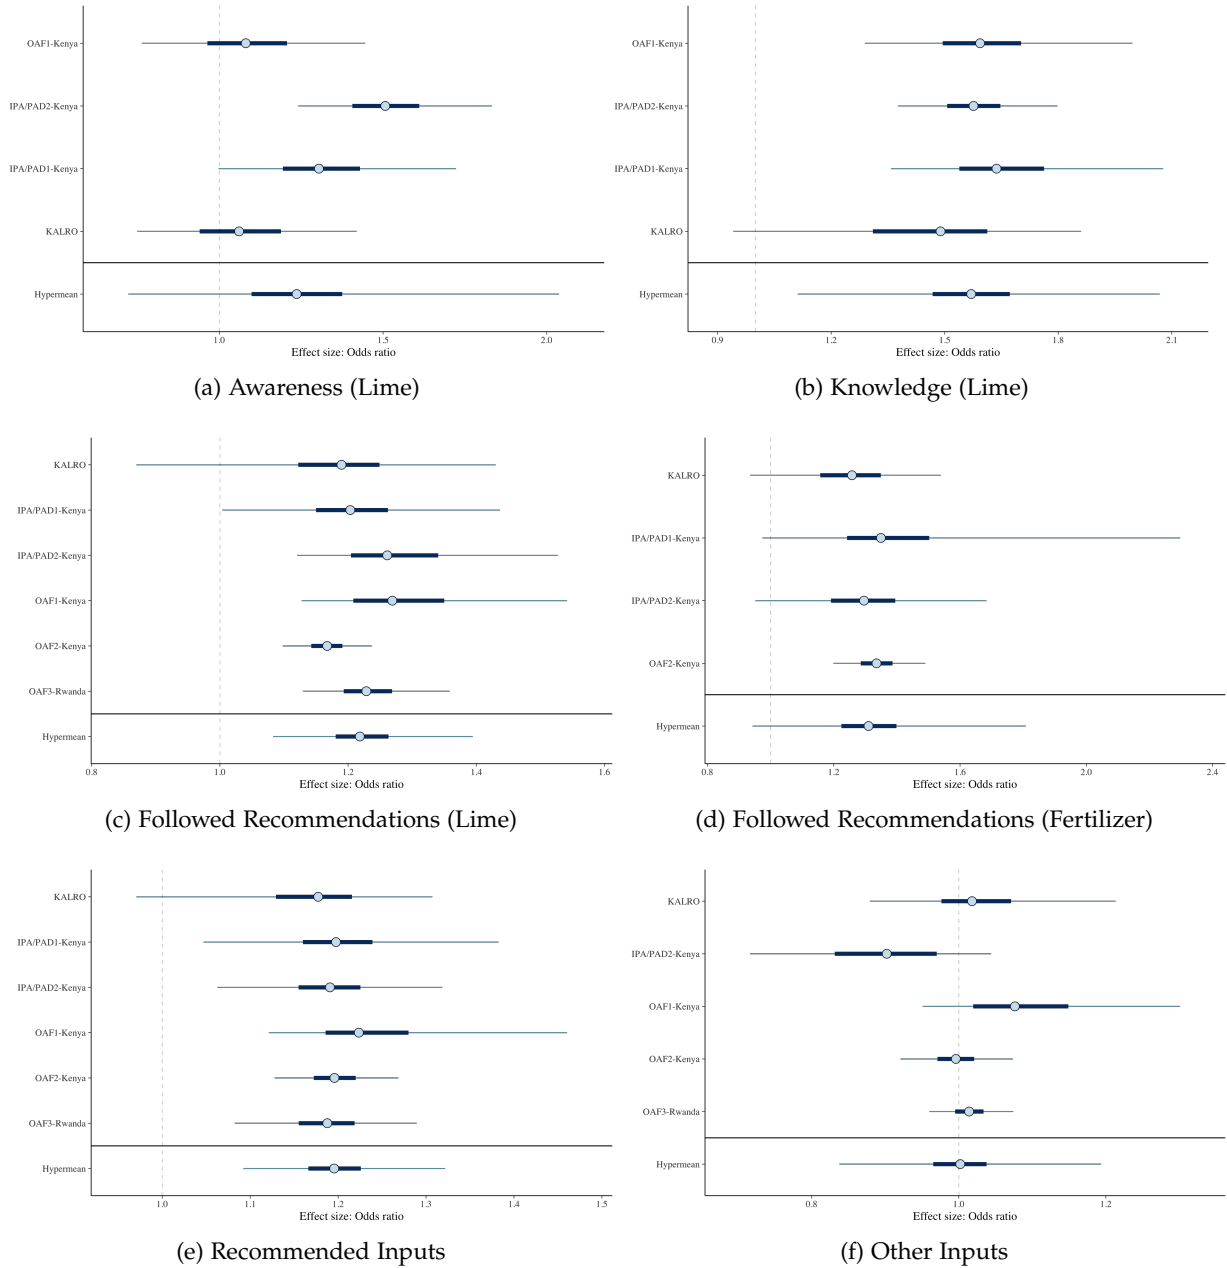 OAF1-Kenya
IPA/PAD2-Kenya
IPA/PAD1-Kenya
KALRO
Hypermean
1.0 1.5 2.0
Effect size: Odds ratio
(a) Awareness (Lime)
OAF1-Kenya
IPA/PAD2-Kenya
IPA/PAD1-Kenya
KALRO
Hypermean
0.9 1.2 1.5 1.8 2.1
Effect size: Odds ratio
(b) Knowledge (Lime)
KALRO
IPA/PAD1-Kenya
IPA/PAD2-Kenya
OAF1-Kenya
OAF2-Kenya
OAF3-Rwanda
Hypermean
0.8 1.0 1.2 1.4 1.6
Effect size: Odds ratio
(c) Followed Recommendations (Lime)
KALRO
IPA/PAD1-Kenya
IPA/PAD2-Kenya
OAF2-Kenya
Hypermean
0.8 1.2 1.6 2.0 2.4
Effect size: Odds ratio
(d) Followed Recommendations (Fertilizer)
KALRO
IPA/PAD1-Kenya
IPA/PAD2-Kenya
OAF1-Kenya
OAF2-Kenya
OAF3-Rwanda
Hypermean
1.0 1.1 1.2 1.3 1.4 1.5
Effect size: Odds ratio
(e) Recommended Inputs
KALRO
IPA/PAD2-Kenya
OAF1-Kenya
OAF2-Kenya
OAF3-Rwanda
Hypermean
0.8 1.0 1.2
Effect size: Odds ratio
(f) Other Inputs